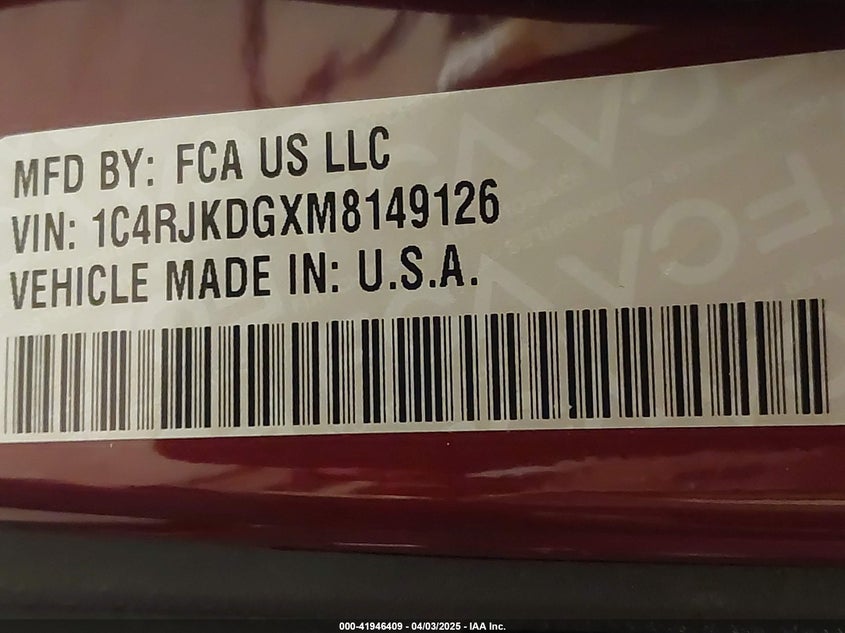 MFD BY: FCA US LLC
VIN: 1C4RJKDGXM8149126
VEHICLE MADE IN: U.S.A.
000-41946409 - 04/03/2025 - IAA Inc.